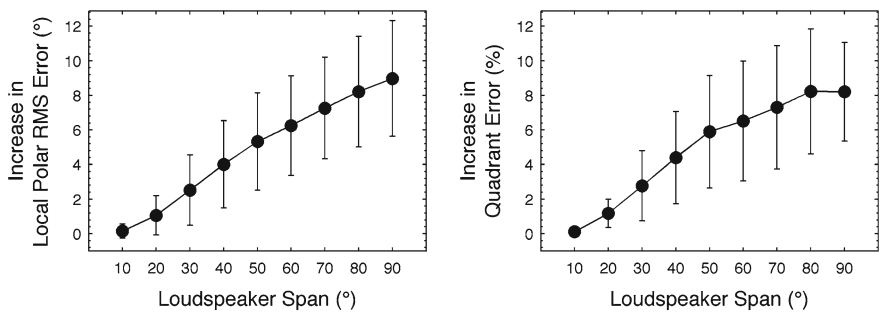 Increase in
Local Polar RMS Error (°)
12
10
8
6
4
2
0
10 20 30 40 50 60 70 80 90
Loudspeaker Span (°)
Increase in
Quadrant Error (%)
12
10
8
6
4
2
0
10 20 30 40 50 60 70 80 90
Loudspeaker Span (°)